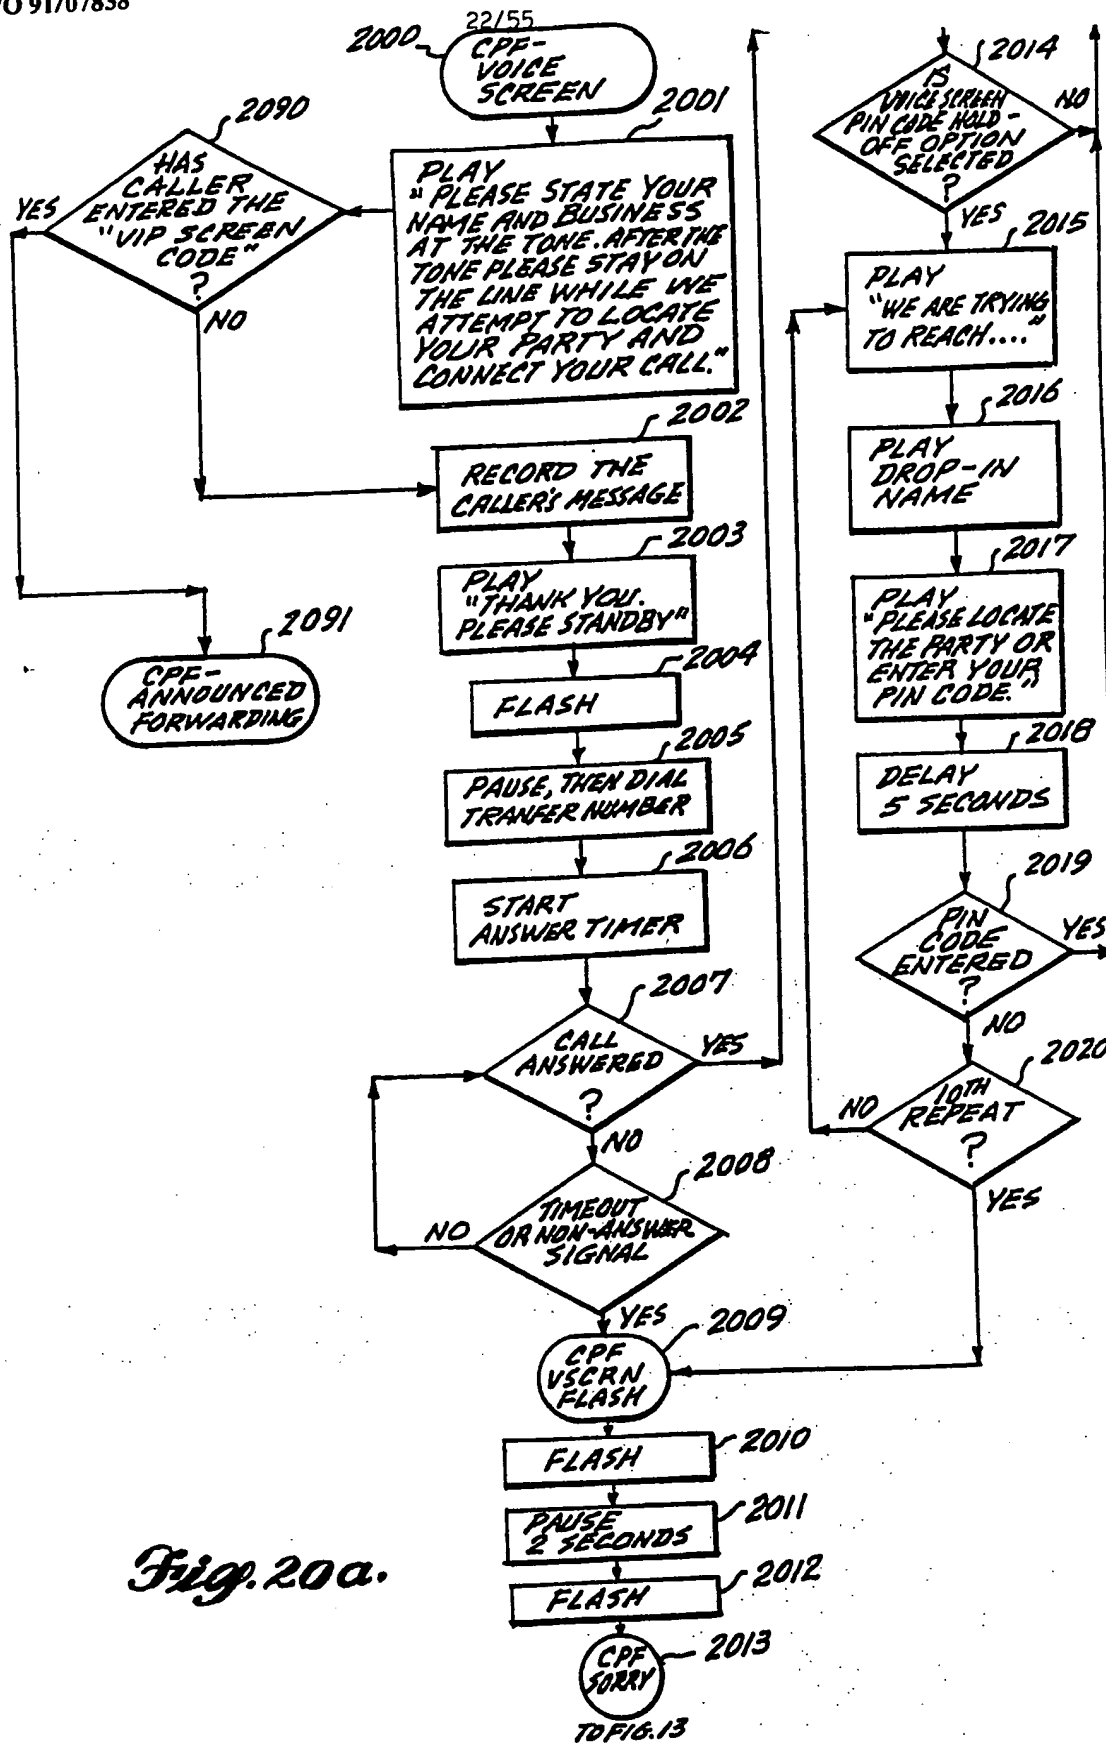 O 91/07838
22/55
2000
CPF-
VOICE
SCREEN
2001
PLAY
"PLEASE STATE YOUR
NAME AND BUSINESS
AT THE TONE. AFTER THE
TONE PLEASE STAY ON
THE LINE WHILE WE
ATTEMPT TO LOCATE
YOUR PARTY AND
CONNECT YOUR CALL."
2090
HAS
CALLER
ENTERED THE
"VIP SCREEN
CODE"
?
YES
NO
2091
CPF-
ANNOUNCED
FORWARDING
2002
RECORD THE
CALLER'S MESSAGE
2003
PLAY
"THANK YOU.
PLEASE STANDBY"
2004
FLASH
2005
PAUSE, THEN DIAL
TRANFER NUMBER
2006
START
ANSWER TIMER
2007
CALL
ANSWERED
?
YES
NO
2008
TIMEOUT
OR NON-ANSWER
SIGNAL
NO
YES
2009
CPF
VSCRN
FLASH
2010
FLASH
2011
PAUSE
2 SECONDS
2012
FLASH
2013
CPF
SORRY
TO FIG.13
2014
IS
VOICE SCREEN
PIN CODE HOLD-
OFF OPTION
SELECTED
?
NO
YES
2015
PLAY
"WE ARE TRYING
TO REACH...."
2016
PLAY
DROP-IN
NAME
2017
PLAY
"PLEASE LOCATE
THE PARTY OR
ENTER YOUR
PIN CODE."
2018
DELAY
5 SECONDS
2019
PIN
CODE
ENTERED
?
YES
NO
2020
10TH
REPEAT
?
NO
YES
Fig. 20a.